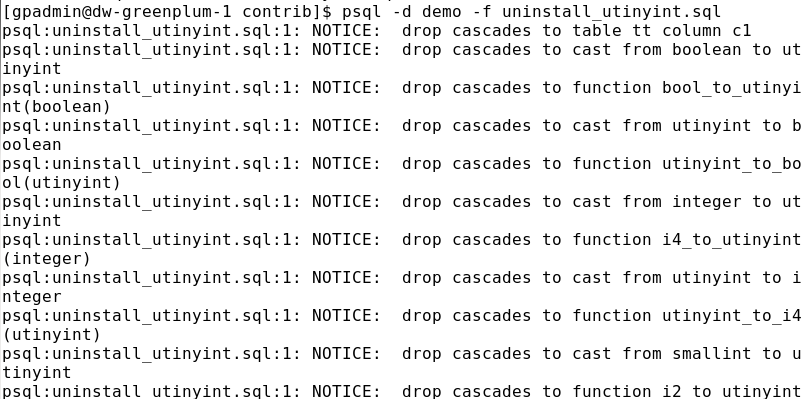 [gpadmin@dw-greenplum-1 contrib]$ psql -d demo -f uninstall_utinyint.sql
psql:uninstall_utinyint.sql:1: NOTICE:  drop cascades to table tt column c1
psql:uninstall_utinyint.sql:1: NOTICE:  drop cascades to cast from boolean to ut
inyint
psql:uninstall_utinyint.sql:1: NOTICE:  drop cascades to function bool_to_utinyi
nt(boolean)
psql:uninstall_utinyint.sql:1: NOTICE:  drop cascades to cast from utinyint to b
oolean
psql:uninstall_utinyint.sql:1: NOTICE:  drop cascades to function utinyint_to_bo
ol(utinyint)
psql:uninstall_utinyint.sql:1: NOTICE:  drop cascades to cast from integer to ut
inyint
psql:uninstall_utinyint.sql:1: NOTICE:  drop cascades to function i4_to_utinyint
(integer)
psql:uninstall_utinyint.sql:1: NOTICE:  drop cascades to cast from utinyint to i
nteger
psql:uninstall_utinyint.sql:1: NOTICE:  drop cascades to function utinyint_to_i4
(utinyint)
psql:uninstall_utinyint.sql:1: NOTICE:  drop cascades to cast from smallint to u
tinyint
psql:uninstall_utinyint.sql:1: NOTICE:  drop cascades to function i2_to_utinyint